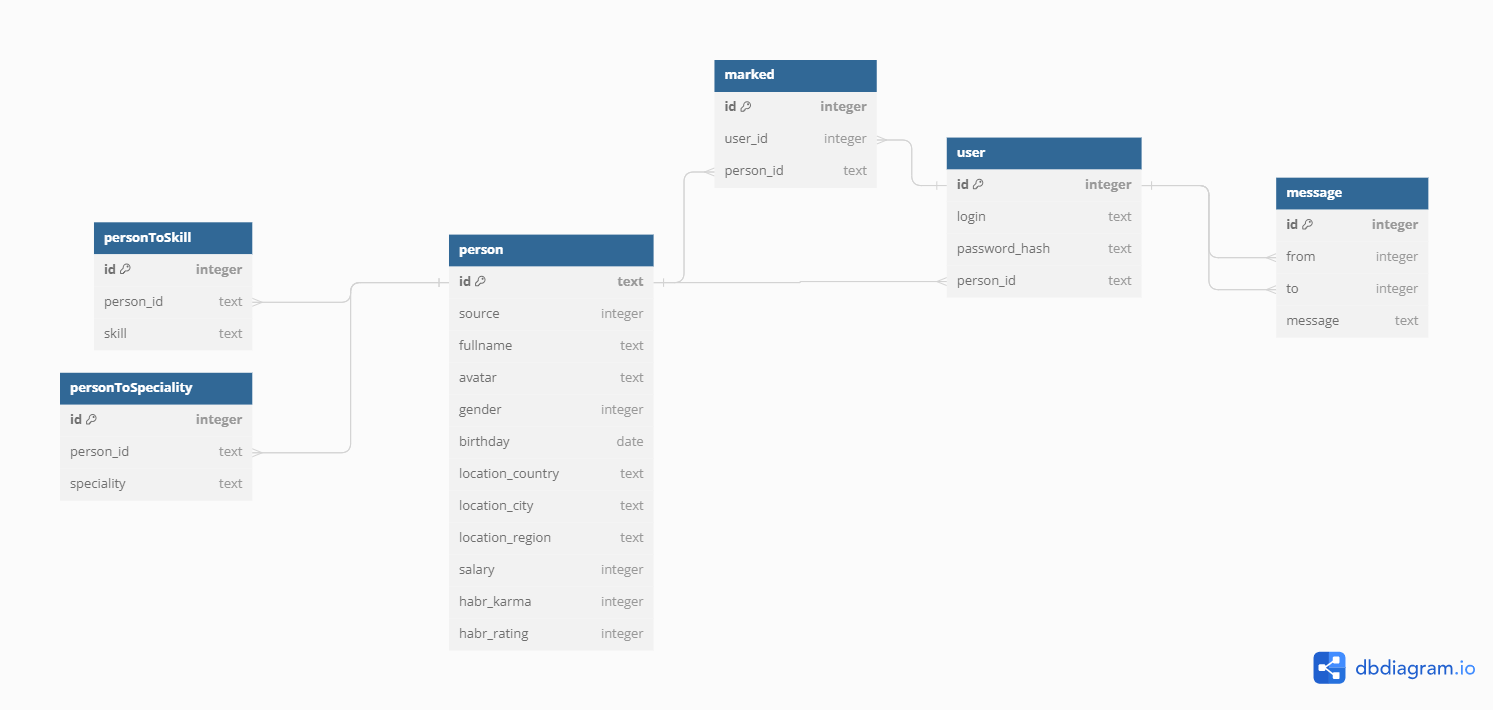 marked
id integer
user_id integer
person_id text
user
id integer
login text
password_hash text
person_id text
message
id integer
from integer
to integer
message text
personToSkill
id integer
person_id text
skill text
person
id text
source integer
fullname text
avatar text
gender integer
birthday date
location_country text
location_city text
location_region text
salary integer
habr_karma integer
habr_rating integer
personToSpeciality
id integer
person_id text
speciality text
dbdiagram.io